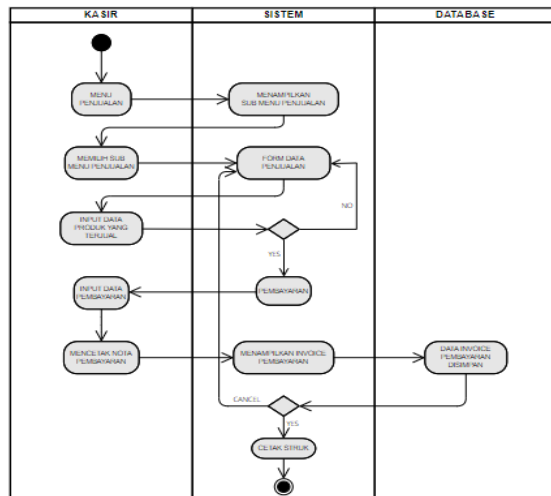 KASIR
SISTEM
DATABASE
MENU
PENJUALAN
MENAMPILKAN
SUB MENU PENJUALAN
MEMILIH SUB
MENU PENJUALAN
FORM DATA
PENJUALAN
NO
INPUT DATA
PRODUK YANG
TERJUAL
YES
INPUT DATA
PEMBAYARAN
PEMBAYARAN
MENCETAK NOTA
PEMBAYARAN
MENAMPILKAN INVOICE
PEMBAYARAN
DATA INVOICE
PEMBAYARAN
DISIMPAN
CANCEL
YES
CETAK STRUK